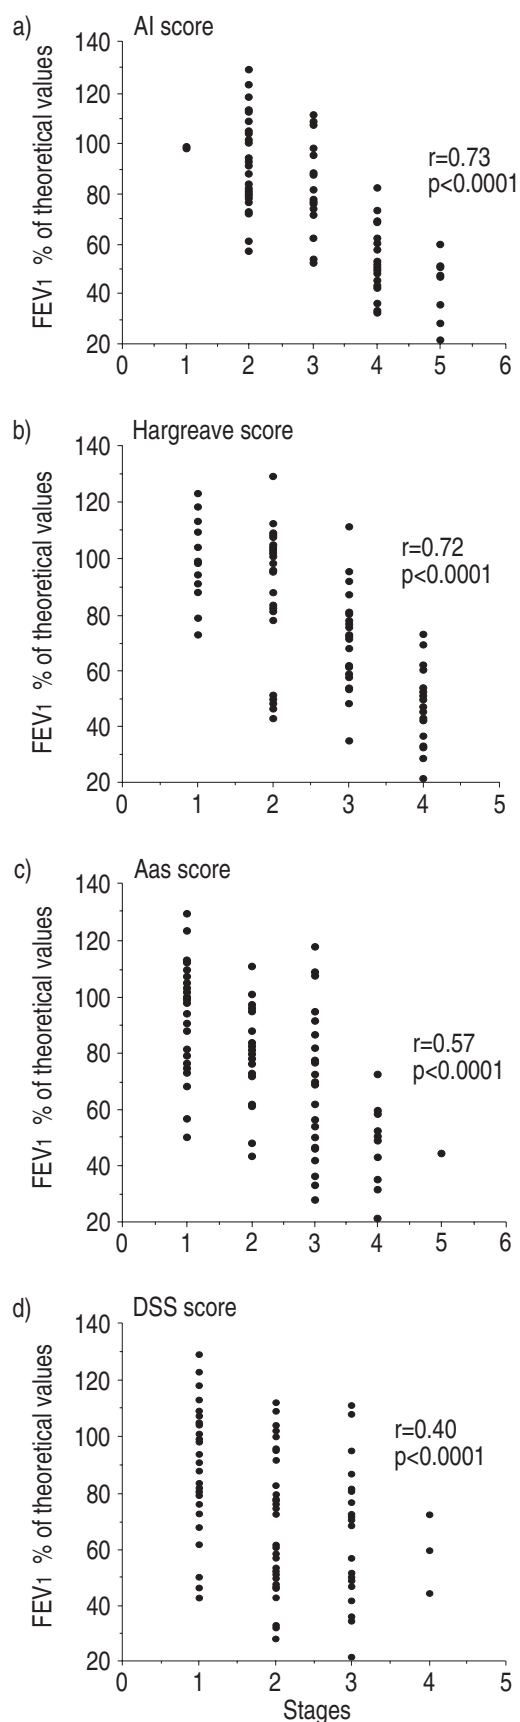 a) AI score
140
120
100
80
60
40
20
FEV1 % of theoretical values
r=0.73
p<0.0001
0 1 2 3 4 5 6
b) Hargreave score
140
120
100
80
60
40
20
FEV1 % of theoretical values
r=0.72
p<0.0001
0 1 2 3 4 5
c) Aas score
140
120
100
80
60
40
20
FEV1 % of theoretical values
r=0.57
p<0.0001
0 1 2 3 4 5 6
d) DSS score
140
120
100
80
60
40
20
FEV1 % of theoretical values
r=0.40
p<0.0001
0 1 2 3 4 5
Stages